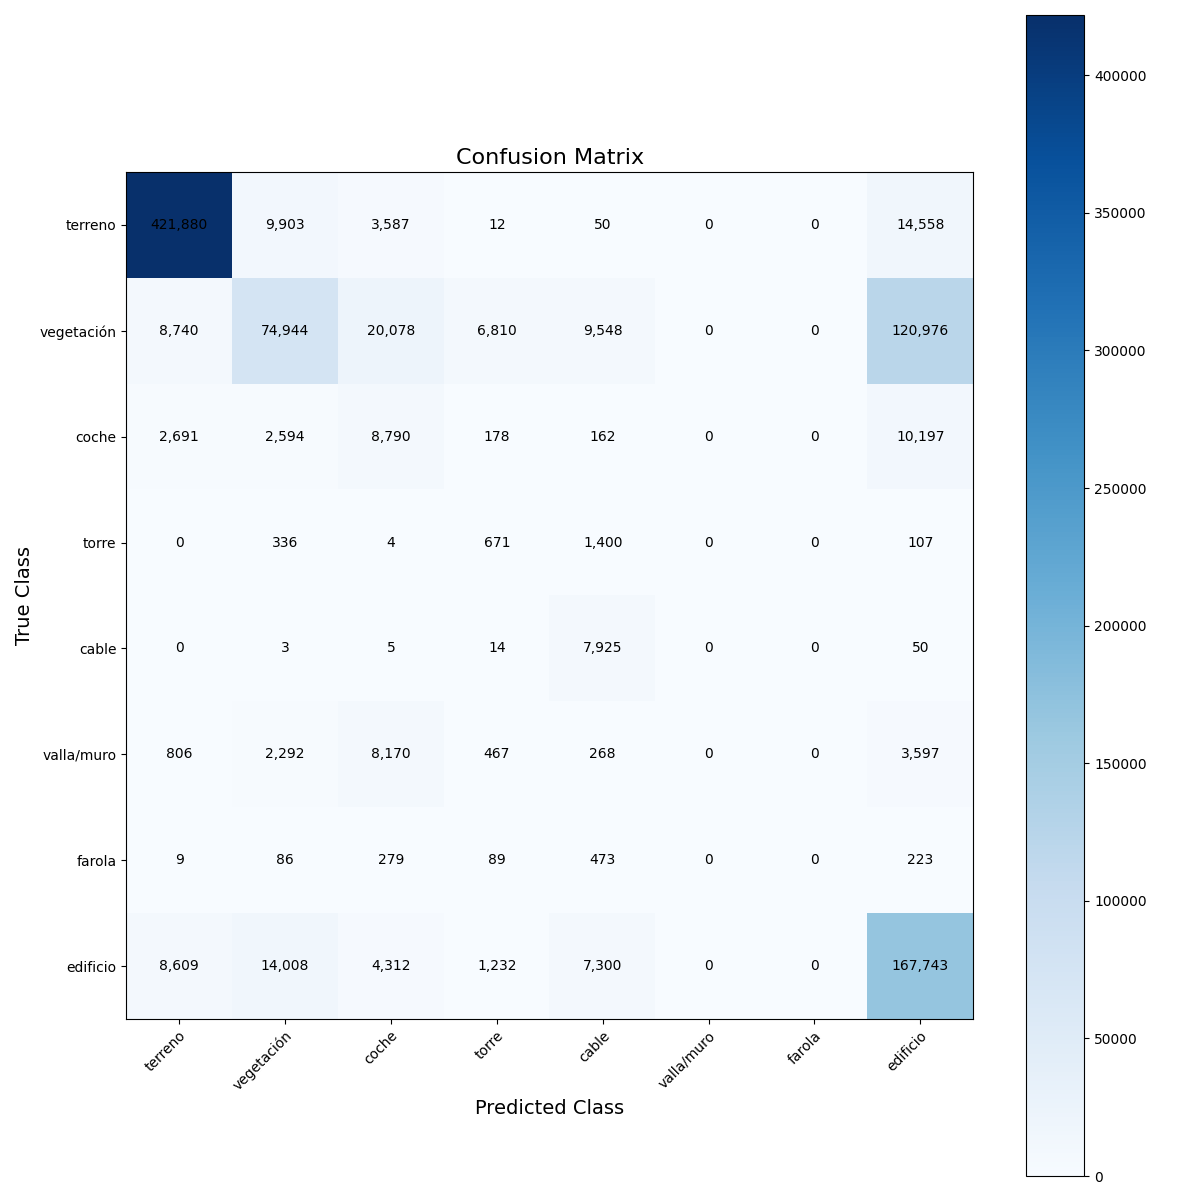 Confusion Matrix
400000
350000
300000
250000
200000
150000
100000
50000
0
True Class
terreno 421,880 9,903 3,587 12 50 0 0 14,558
vegetación 8,740 74,944 20,078 6,810 9,548 0 0 120,976
coche 2,691 2,594 8,790 178 162 0 0 10,197
torre 0 336 4 671 1,400 0 0 107
cable 0 3 5 14 7,925 0 0 50
valla/muro 806 2,292 8,170 467 268 0 0 3,597
farola 9 86 279 89 473 0 0 223
edificio 8,609 14,008 4,312 1,232 7,300 0 0 167,743
terreno vegetación coche torre cable valla/muro farola edificio
Predicted Class